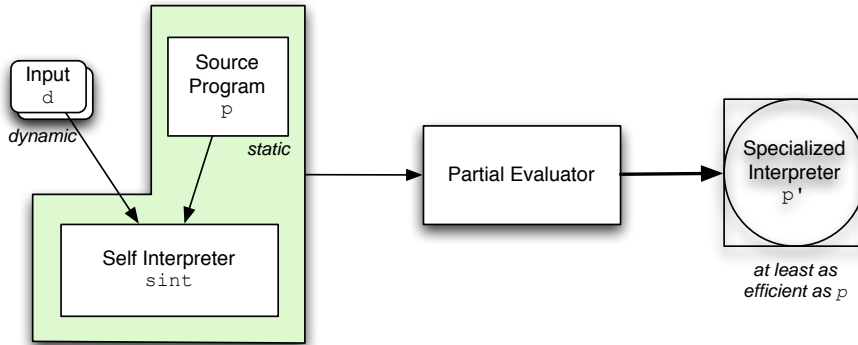 Input
d
dynamic
Source
Program
p
static
Self Interpreter
sint
Partial Evaluator
Specialized
Interpreter
p'
at least as
efficient as p